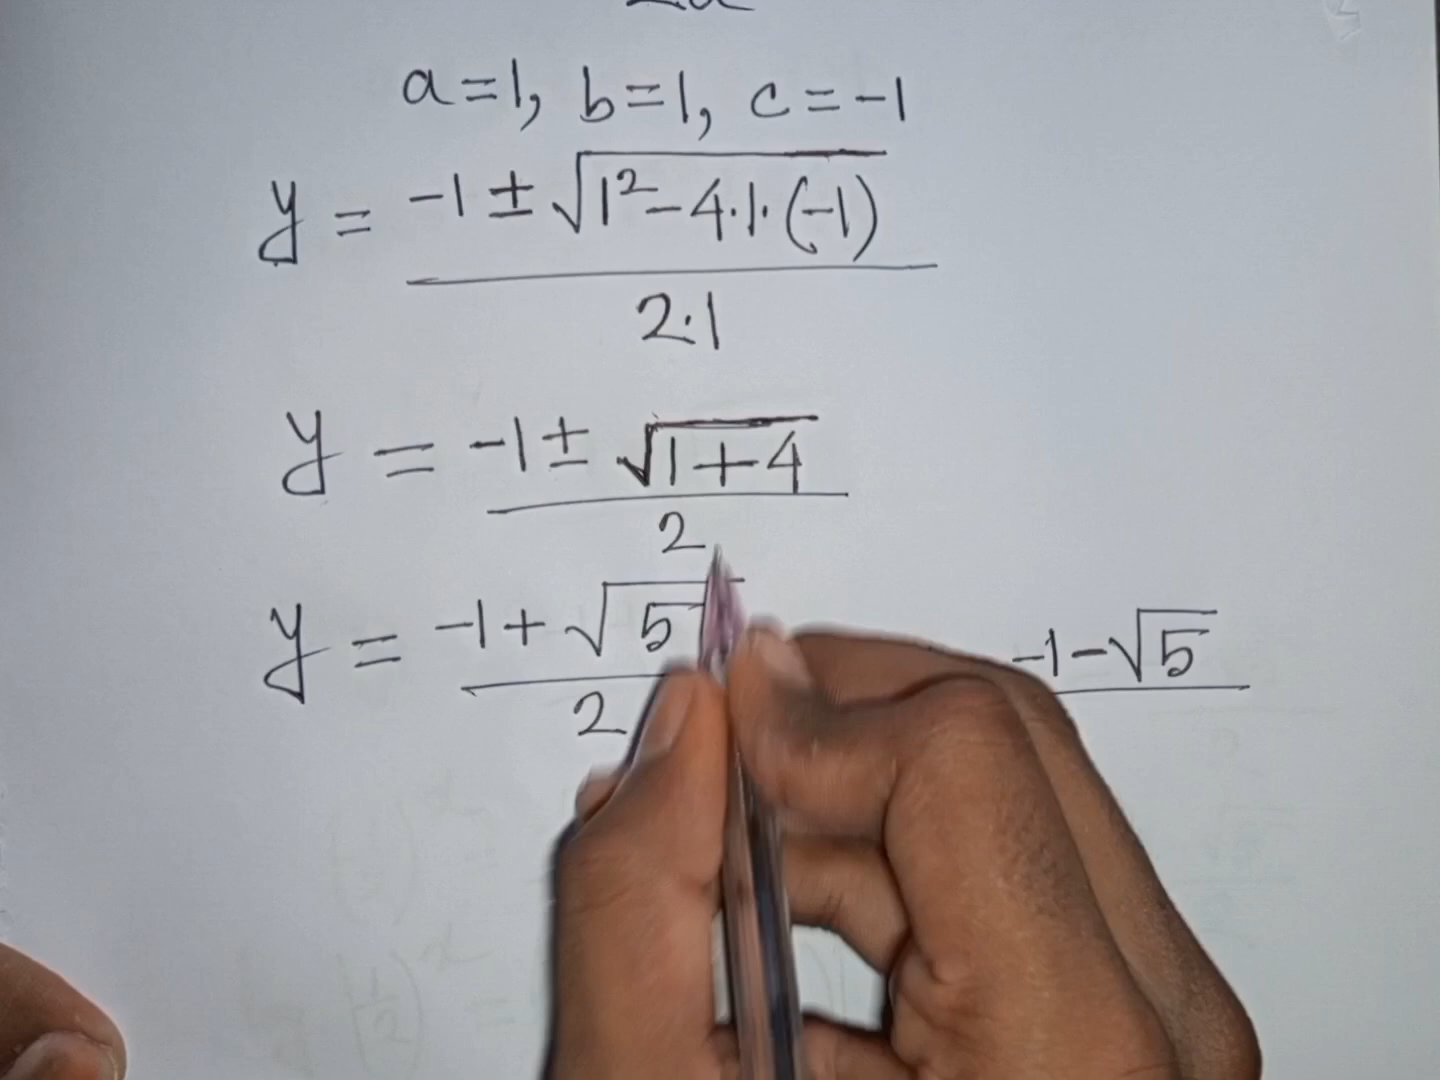 2a
a=1, b=1, c=-1
y = -1 ± √1² - 4·1·(-1)
2·1
y = -1 ± √1+4
2
y = -1 + √5 -1-√5
2